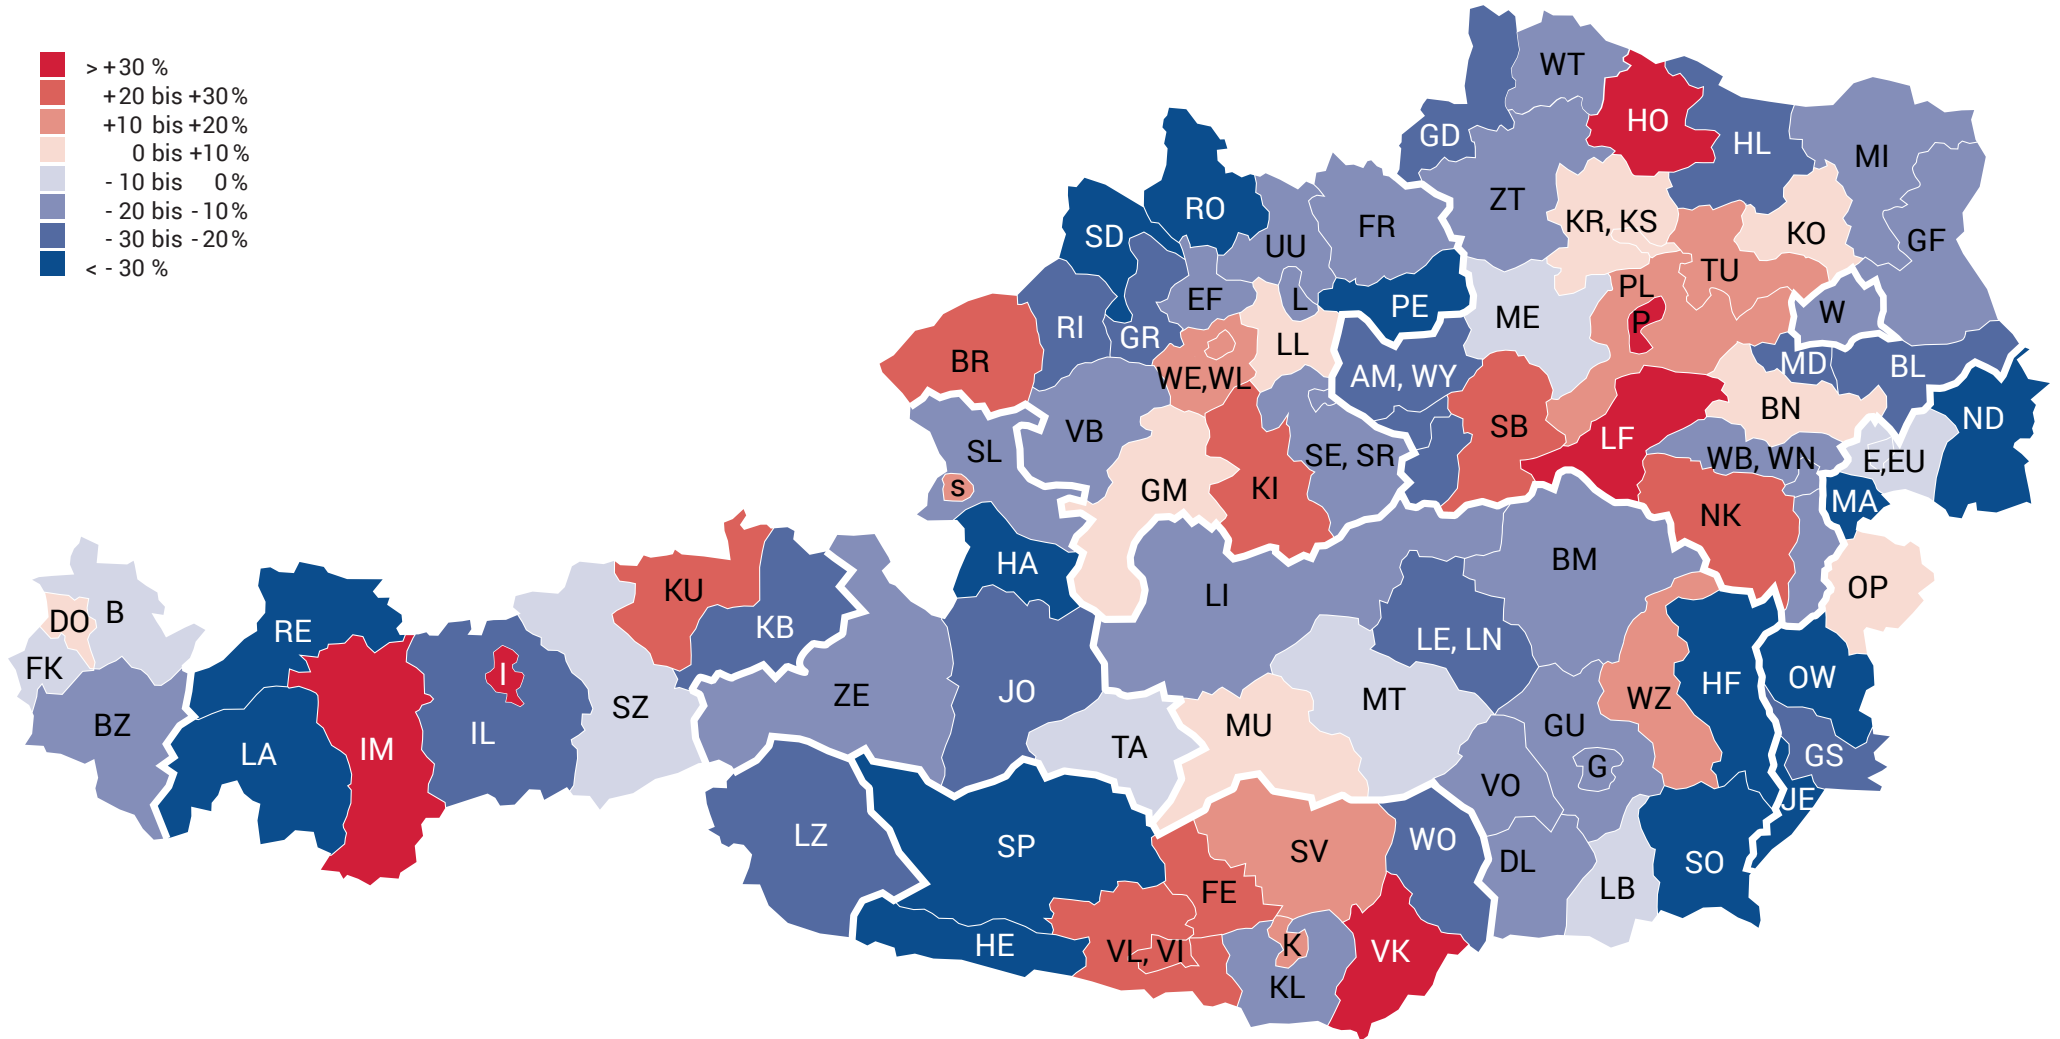 > +30 %
+20 bis +30 %
+10 bis +20 %
0 bis +10 %
- 10 bis 0 %
- 20 bis - 10 %
- 30 bis - 20 %
< - 30 %
WT
HO
GD
HL
MI
ZT
RO
KR, KS
SD
FR
KO
UU
GF
TU
PL
EF
L
PE
W
ME
P
RI
GR
LL
BR
MD
BL
WE,WL
AM, WY
BN
ND
VB
SB
LF
SL
SE, SR
WB, WN
E,EU
S
GM
KI
MA
NK
HA
BM
OP
KU
LI
B
DO
RE
KB
LE, LN
FK
I
OW
HF
ZE
JO
MT
WZ
SZ
BZ
MU
GU
IL
IM
TA
LA
GS
G
VO
JE
LZ
WO
SP
SV
DL
SO
FE
LB
HE
VL, VI
K
VK
KL